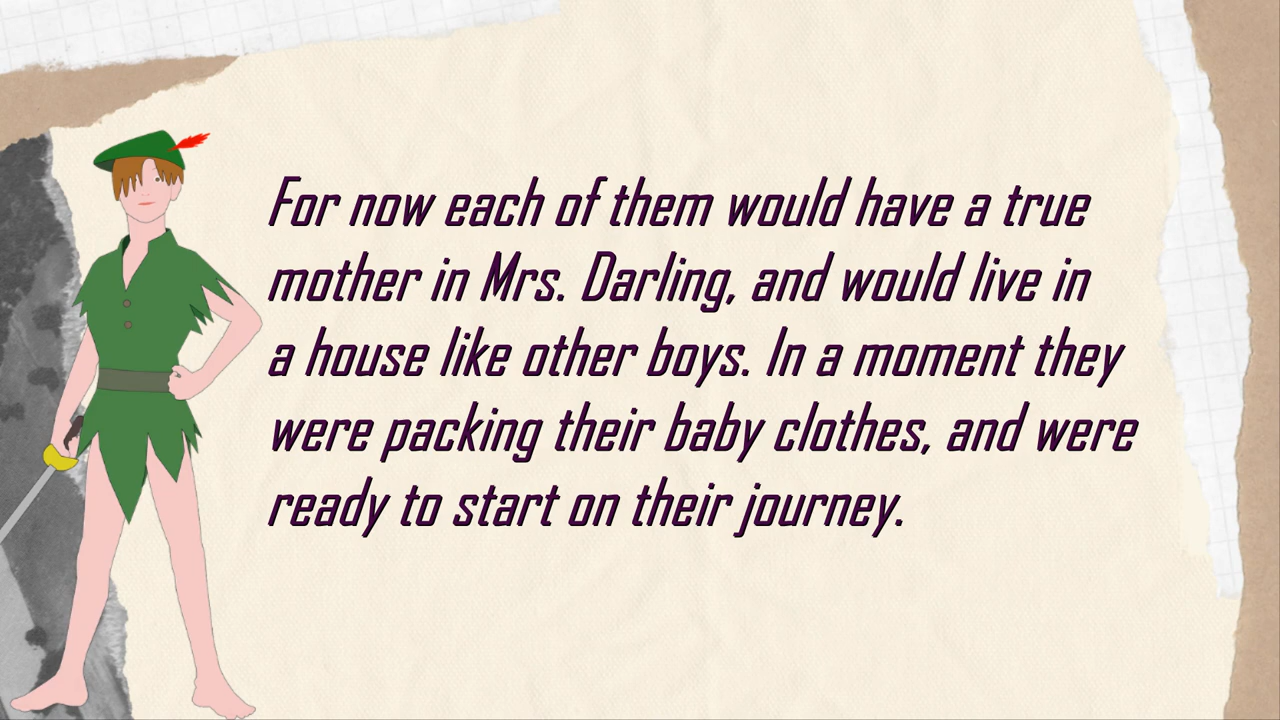 For now each of them would have a true
mother in Mrs. Darling, and would live in
a house like other boys. In a moment they
were packing their baby clothes, and were
ready to start on their journey.